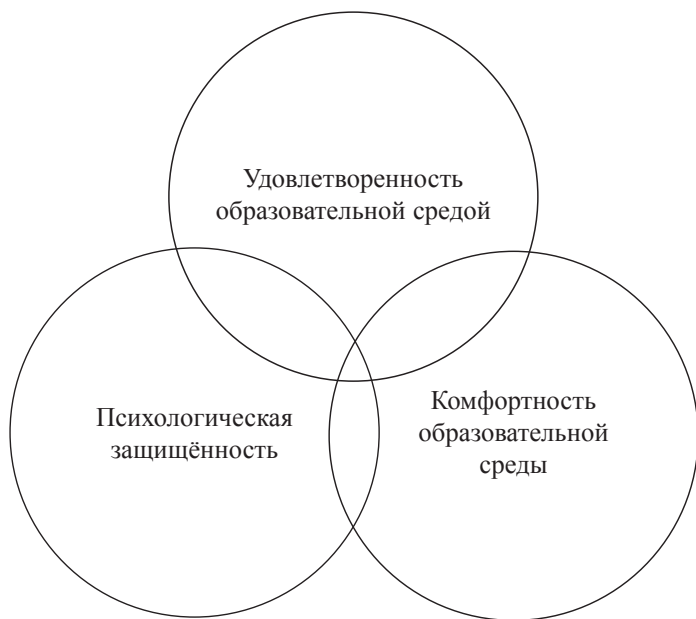 Удовлетворенность
образовательной средой
Психологическая
защищённость
Комфортность
образовательной
среды